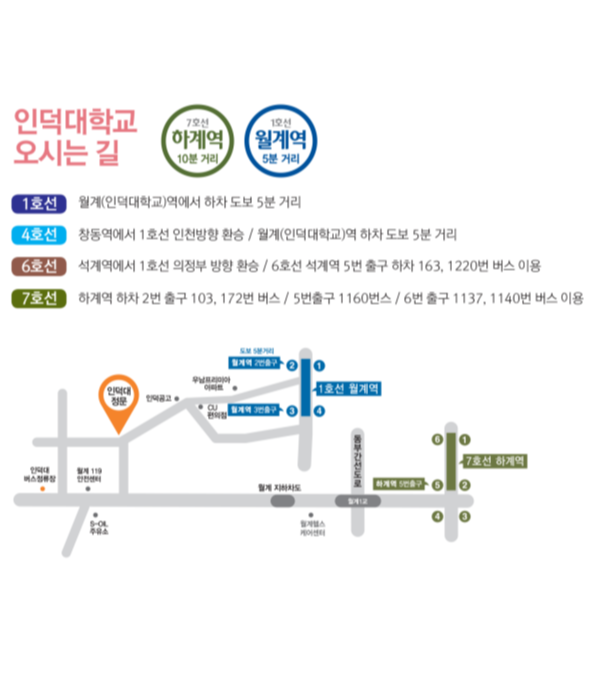 인덕대학교
오시는 길
7호선
하계역
10분 거리
1호선
월계역
5분 거리
1호선 월계(인덕대학교)역에서 하차 도보 5분 거리
4호선 창동역에서 1호선 인천방향 환승 / 월계(인덕대학교)역 하차 도보 5분 거리
6호선 석계역에서 1호선 의정부 방향 환승 / 6호선 석계역 5번 출구 하차 163, 1220번 버스 이용
7호선 하계역 하차 2번 출구 103, 172번 버스 / 5번출구 1160번스 / 6번 출구 1137, 1140번 버스 이용
도보 5분거리
월계역 2번출구
2 1
우남프리미아
아파트
인덕대
정문
인덕공고
1호선 월계역
CU
편의점
월계역 3번출구
3 4
동부간선도로
6 1
7호선 하계역
인덕대
버스정류장
월계 119
안전센터
하계역 5번출구
5 2
월계 지하차도
월계1교
S-OIL
주유소
월계헬스
케어센터
4 3